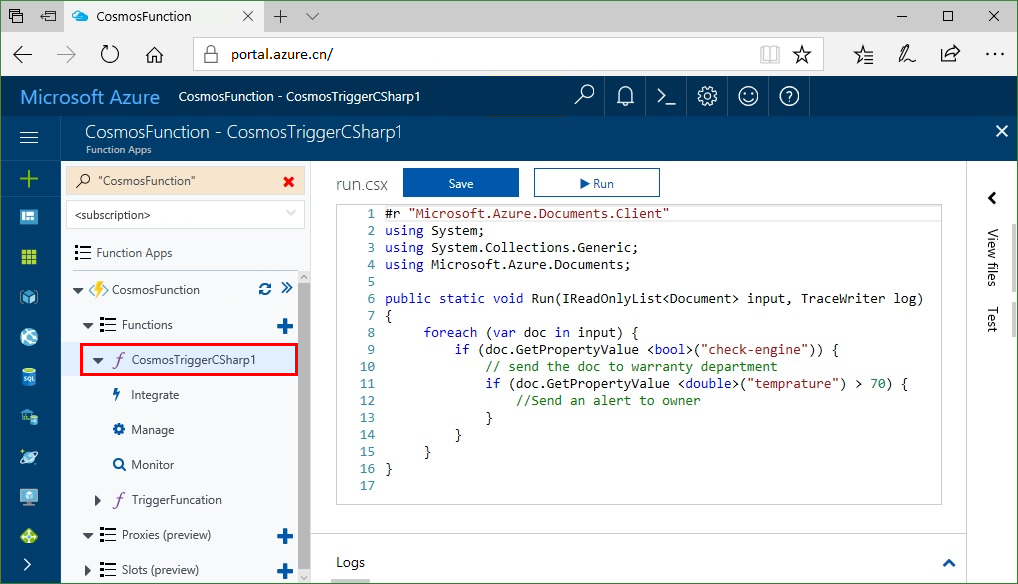 CosmosFunction
portal.azure.cn/
Microsoft Azure CosmosFunction - CosmosTriggerCSharp1
CosmosFunction - CosmosTriggerCSharp1
Function Apps
"CosmosFunction"
<subscription>
Function Apps
CosmosFunction
Functions
CosmosTriggerCSharp1
Integrate
Manage
Monitor
TriggerFuncation
Proxies (preview)
Slots (preview)
SQL
run.csx Save Run
1 #r "Microsoft.Azure.Documents.Client"
2 using System;
3 using System.Collections.Generic;
4 using Microsoft.Azure.Documents;
5
6 public static void Run(IReadOnlyList<Document> input, TraceWriter log)
7 {
8 foreach (var doc in input) {
9 if (doc.GetPropertyValue <bool>("check-engine")) {
10 // send the doc to warranty department
11 if (doc.GetPropertyValue <double>("temprature") > 70) {
12 //Send an alert to owner
13 }
14 }
15 }
16 }
17
Logs
View files
Test